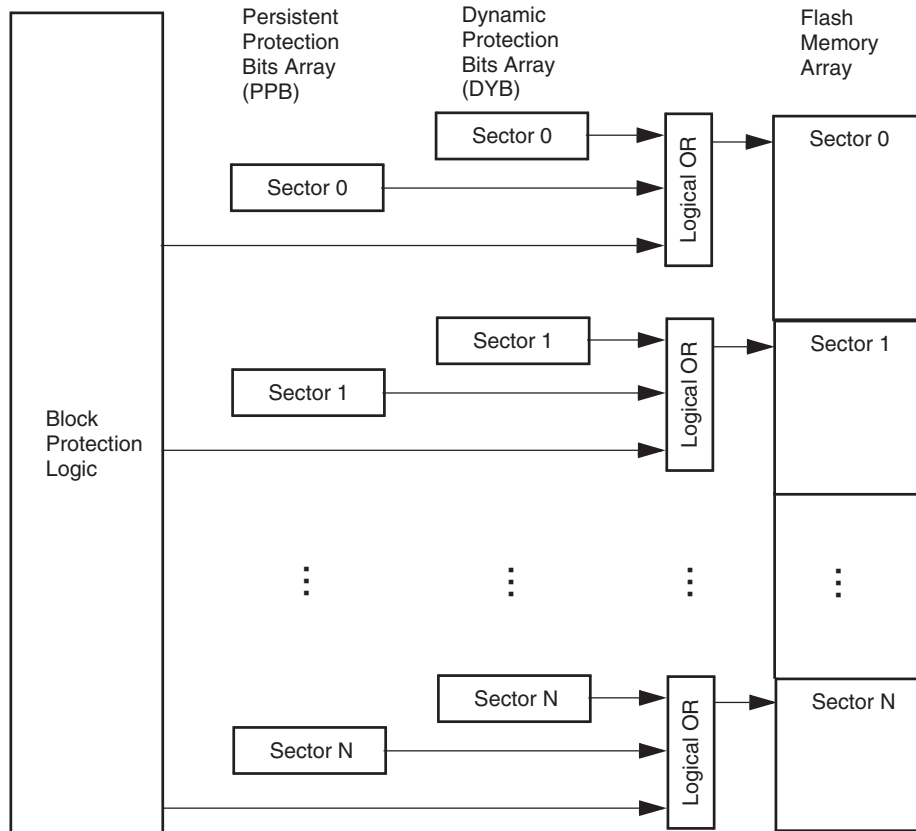 Persistent
Protection
Bits Array
(PPB)
Dynamic
Protection
Bits Array
(DYB)
Flash
Memory
Array
Sector 0
Sector 0
Logical OR
Sector 0
Sector 1
Sector 1
Logical OR
Sector 1
Block
Protection
Logic
...
...
...
...
Sector N
Sector N
Logical OR
Sector N